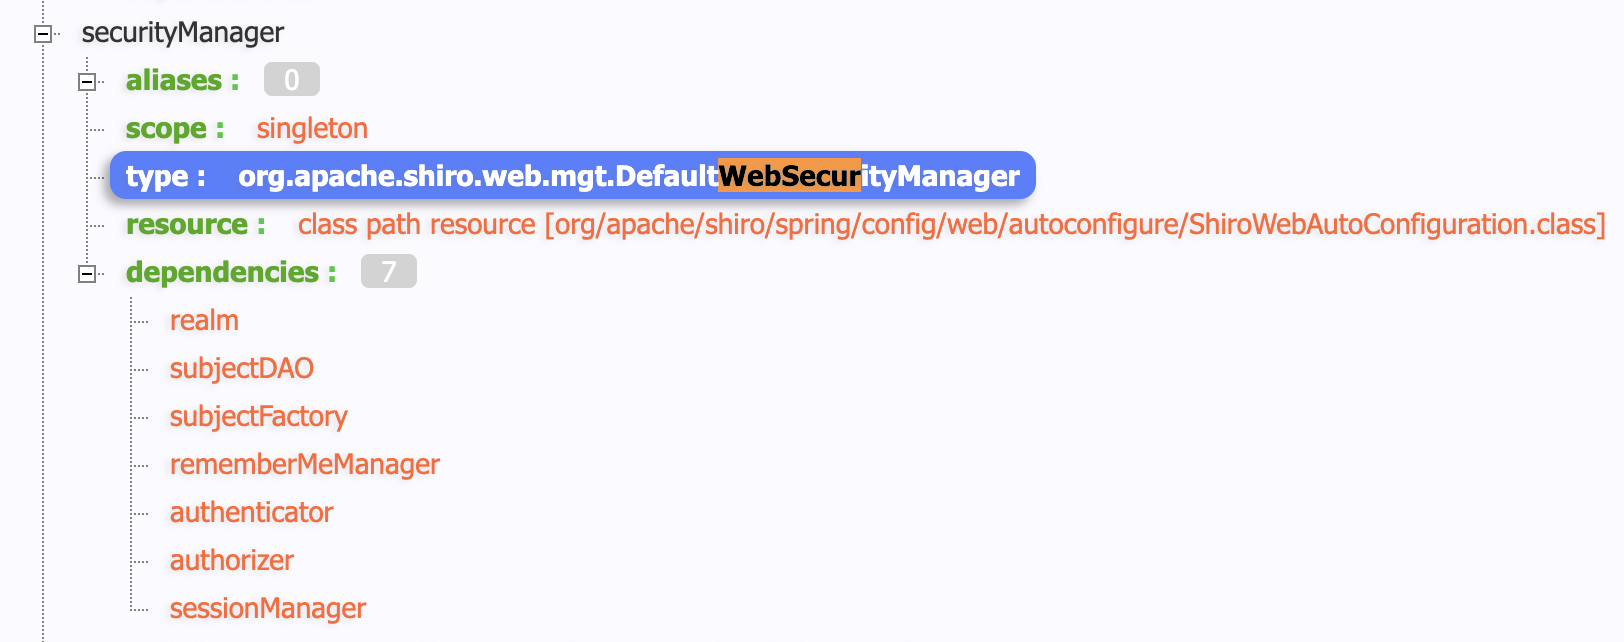 securityManager
aliases : 0
scope : singleton
type : org.apache.shiro.web.mgt.DefaultWebSecurityManager
resource : class path resource [org/apache/shiro/spring/config/web/autoconfigure/ShiroWebAutoConfiguration.class]
dependencies : 7
realm
subjectDAO
subjectFactory
rememberMeManager
authenticator
authorizer
sessionManager